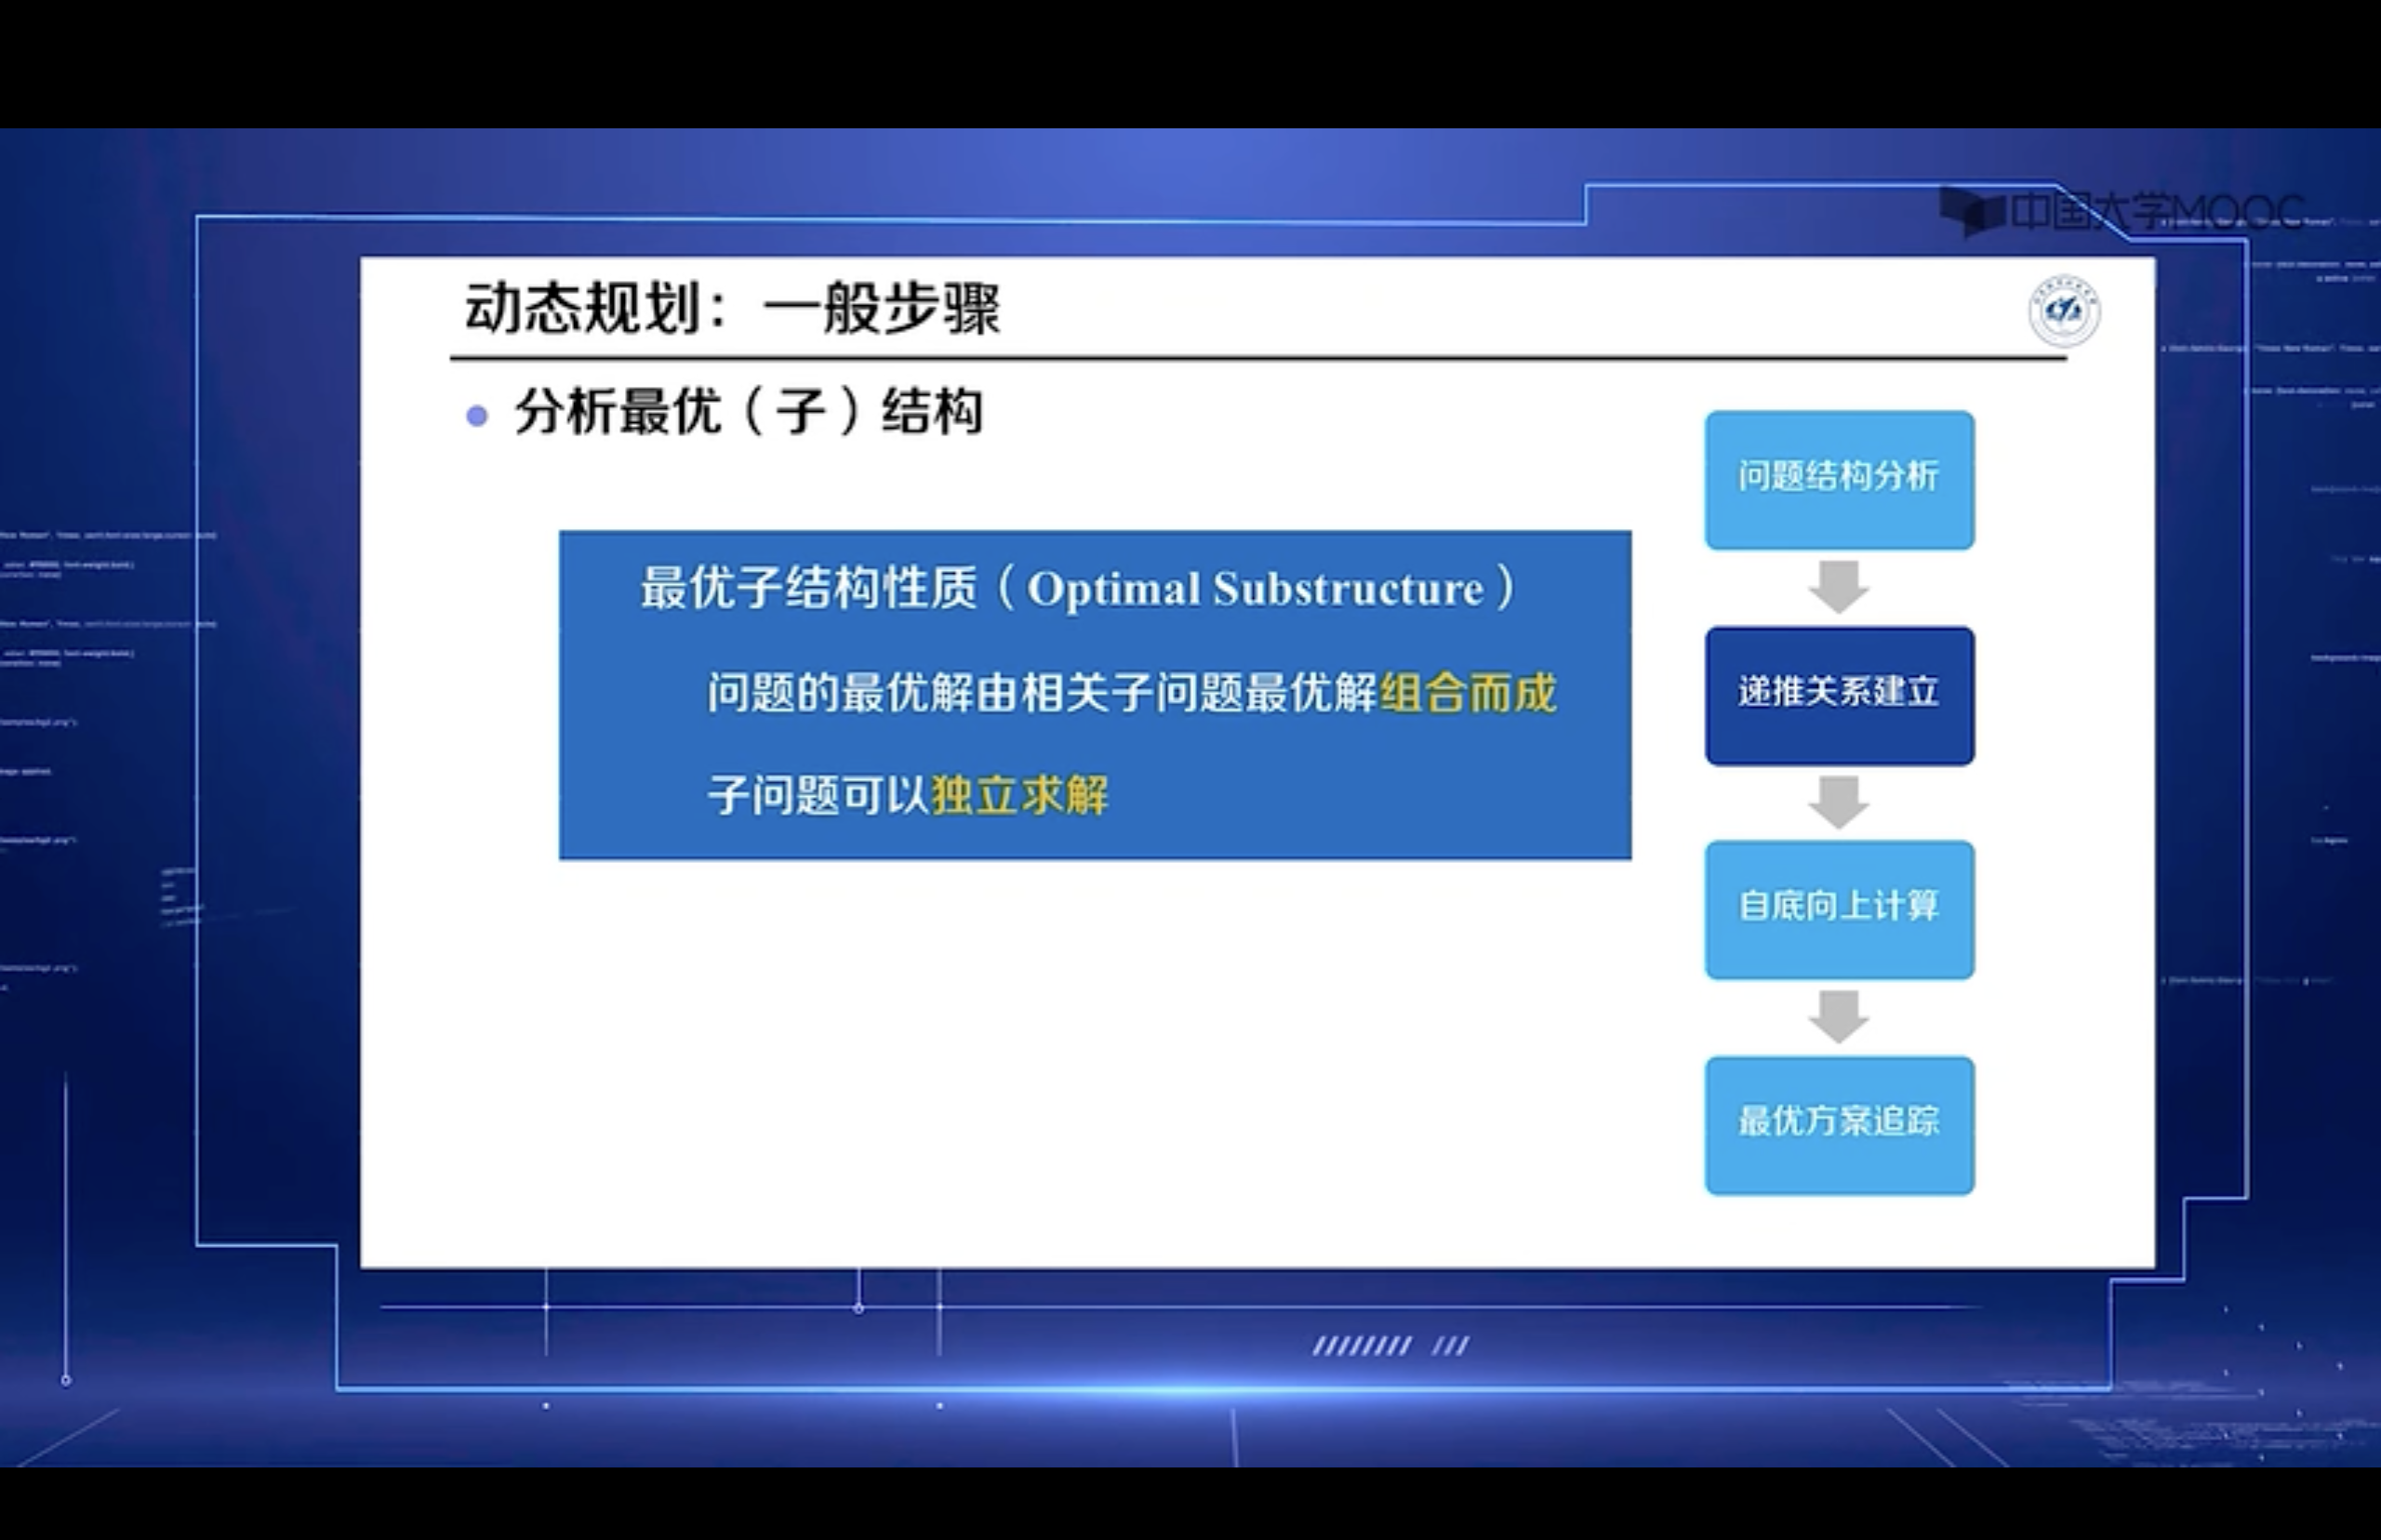 中国大学MOOC
动态规划：一般步骤
分析最优（子）结构
最优子结构性质（Optimal Substructure）
问题的最优解由相关子问题最优解组合而成
子问题可以独立求解
问题结构分析
递推关系建立
自底向上计算
最优方案追踪